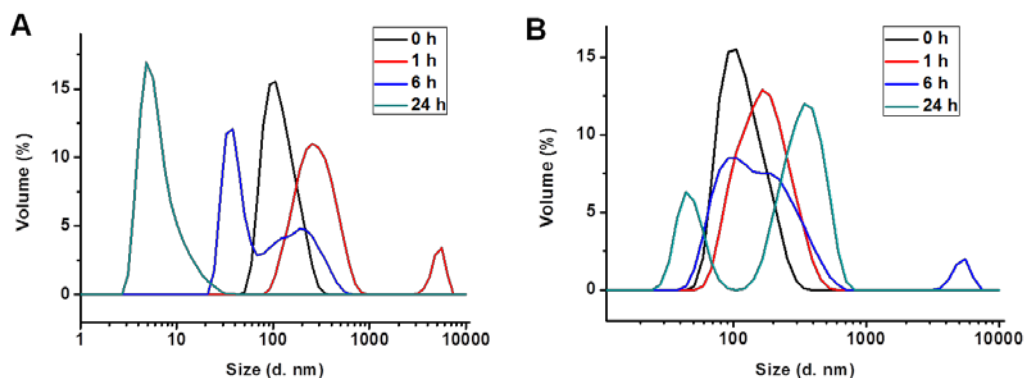 A
0 h
1 h
6 h
24 h
Volume (%)
15
10
5
0
1
10
100
1000
10000
Size (d. nm)
B
0 h
1 h
6 h
24 h
Volume (%)
15
10
5
0
100
1000
10000
Size (d. nm)